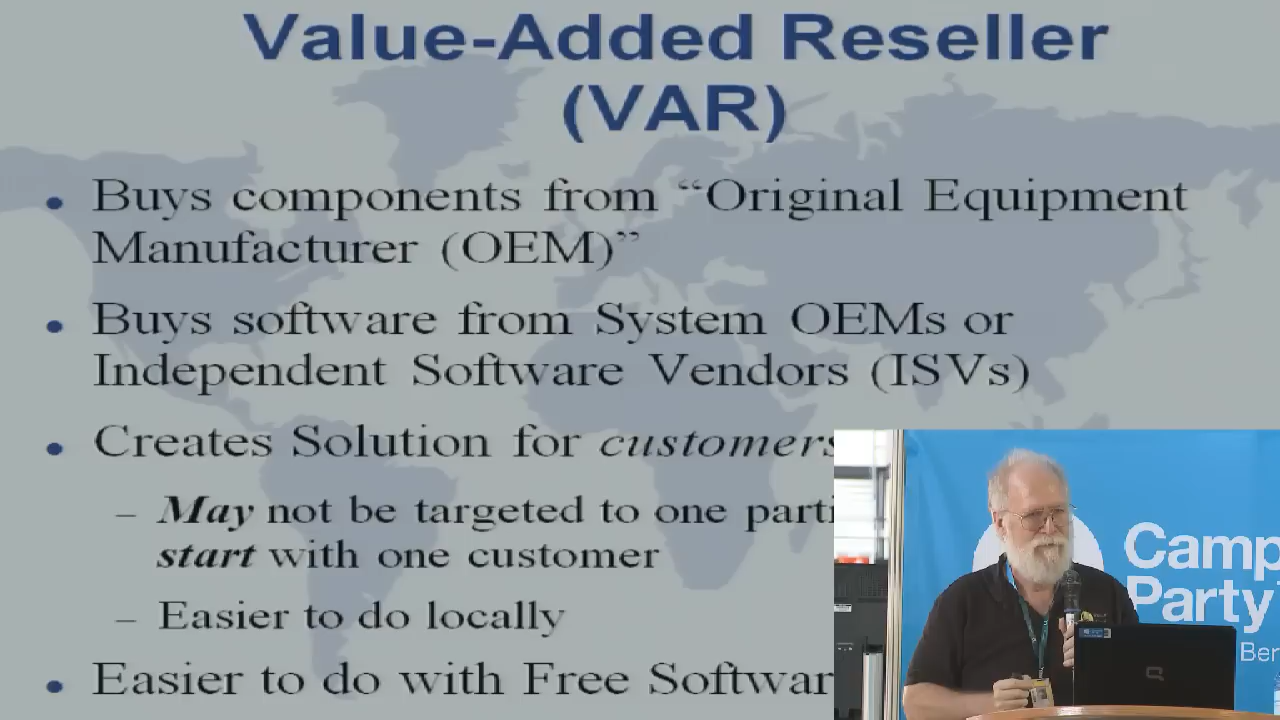 Value-Added Reseller
(VAR)
• Buys components from “Original Equipment
Manufacturer (OEM)”
• Buys software from System OEMs or
Independent Software Vendors (ISVs)
• Creates Solution for customers
– May not be targeted to one parti
start with one customer
– Easier to do locally
• Easier to do with Free Softwar
Camp
Party
Ber